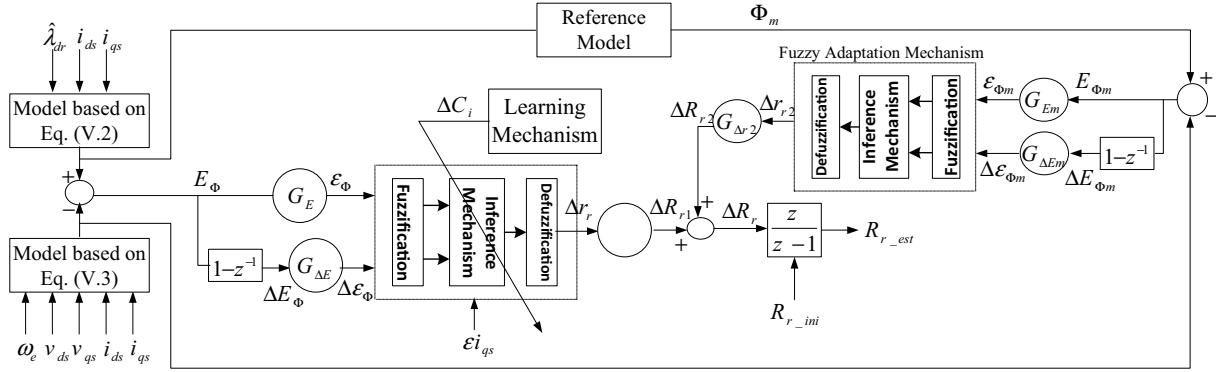 Reference
Model
Φ_m
λ̂_dr i_ds i_qs
Model based on
Eq. (V.2)
+
−
Model based on
Eq. (V.3)
ω_e v_ds v_qs i_ds i_qs
E_Φ
G_E
ε_Φ
1−z⁻¹
ΔE_Φ
G_ΔE
Δε_Φ
ΔC_i
Learning
Mechanism
Fuzzification
Inference
Mechanism
Defuzzification
εi_qs
Δr_r
ΔR_r1
+
+
ΔR_r
z
z −1
R_r_est
R_r_ini
Fuzzy Adaptation Mechanism
Defuzzification
Inference
Mechanism
Fuzzification
ΔR_r2
G_Δr2
Δr_r2
ε_Φm
G_Em
E_Φm
Δε_Φm
G_ΔEm
ΔE_Φm
1−z⁻¹
+
−